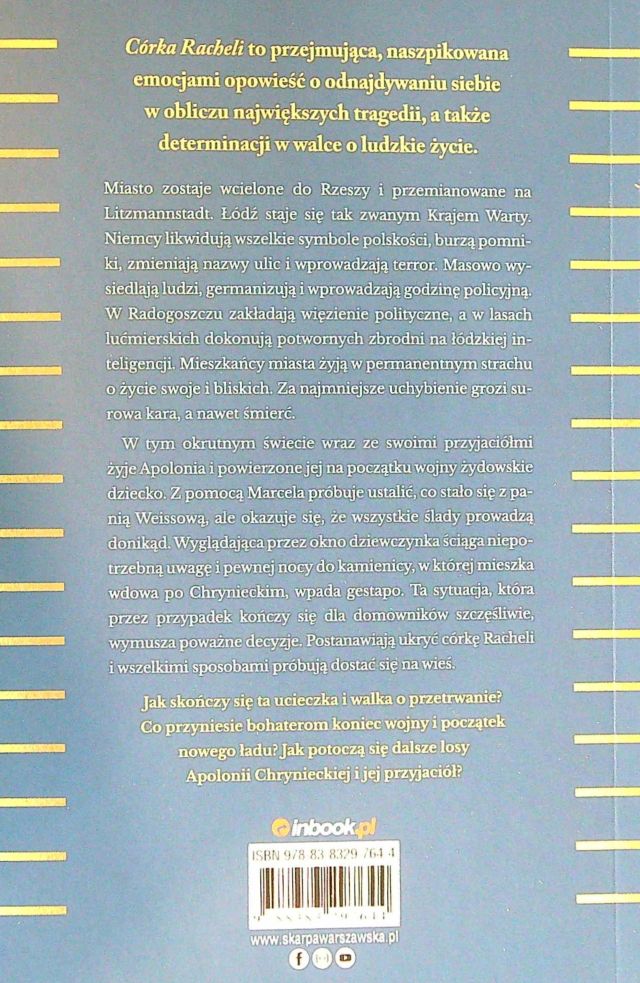 Córka Racheli to przejmująca, naszpikowana
emocjami opowieść o odnajdywaniu siebie
w obliczu największych tragedii, a także
determinacji w walce o ludzkie życie.
Miasto zostaje wcielone do Rzeszy i przemianowane na
Litzmannstadt. Łódź staje się tak zwanym Krajem Warty.
Niemcy likwidują wszelkie symbole polskości, burzą pomni-
ki, zmieniają nazwy ulic i wprowadzają terror. Masowo wy-
siedlają ludzi, germanizują i wprowadzają godzinę policyjną.
W Radogoszczu zakładają więzienie polityczne, a w lasach
lućmierskich dokonują potwornych zbrodni na łódzkiej in-
teligencji. Mieszkańcy miasta żyją w permanentnym strachu
o życie swoje i bliskich. Za najmniejsze uchybienie grozi su-
rowa kara, a nawet śmierć.
W tym okrutnym świecie wraz ze swoimi przyjaciółmi
żyje Apolonia i powierzone jej na początku wojny żydowskie
dziecko. Z pomocą Marcela próbuje ustalić, co stało się z pa-
nią Weissową, ale okazuje się, że wszystkie ślady prowadzą
donikąd. Wyglądająca przez okno dziewczynka ściąga niepo-
trzebną uwagę i pewnej nocy do kamienicy, w której mieszka
wdowa po Chrynieckim, wpada gestapo. Ta sytuacja, która
przez przypadek kończy się dla domowników szczęśliwie,
wymusza poważne decyzje. Postanawiają ukryć córkę Racheli
i wszelkimi sposobami próbują dostać się na wieś.
Jak skończy się ta ucieczka i walka o przetrwanie?
Co przyniesie bohaterom koniec wojny i początek
nowego ładu? Jak potoczą się dalsze losy
Apolonii Chrynieckiej i jej przyjaciół?
inbook.pl
ISBN 978 83 8329 764 4
www.skarpawarszawska.pl